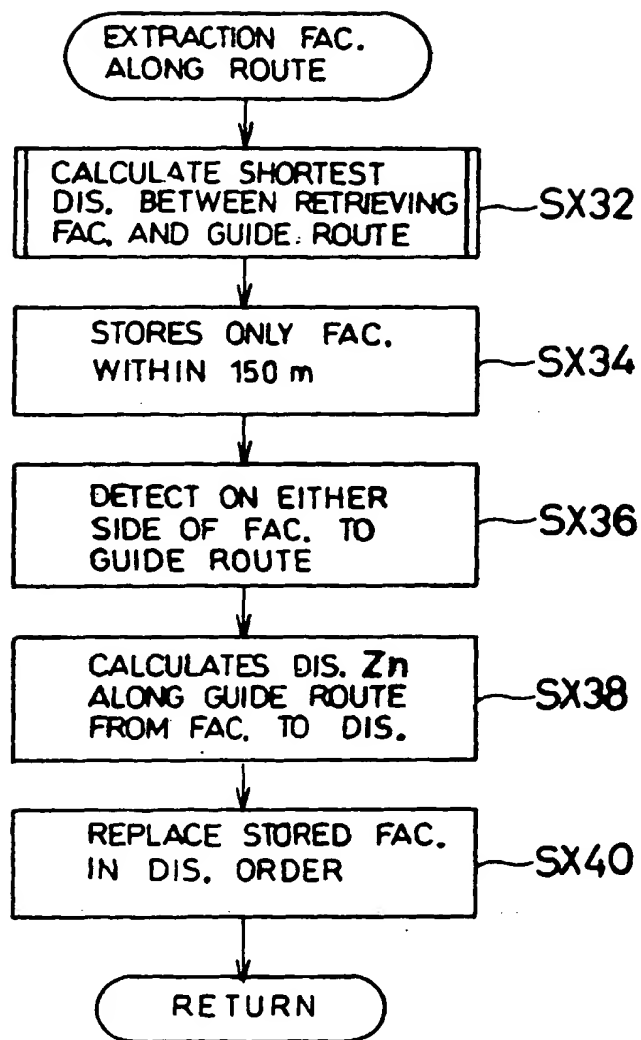 EXTRACTION FAC.
ALONG ROUTE
CALCULATE SHORTEST
DIS. BETWEEN RETRIEVING
FAC. AND GUIDE ROUTE
SX32
STORES ONLY FAC.
WITHIN 150 m
SX34
DETECT ON EITHER
SIDE OF FAC. TO
GUIDE ROUTE
SX36
CALCULATES DIS. Zn
ALONG GUIDE ROUTE
FROM FAC. TO DIS.
SX38
REPLACE STORED FAC.
IN DIS. ORDER
SX40
RETURN